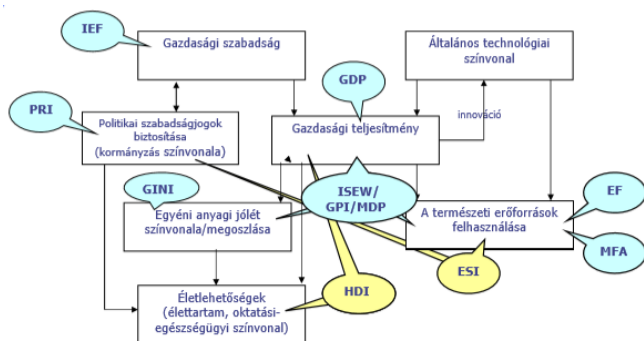 IEF
Gazdasági szabadság
Általános technológiai
színvonal
GDP
PRI
Politikai szabadságjogok
biztosítása
(kormányzás színvonala)
Gazdasági teljesítmény
innováció
GINI
ISEW/
GPI/MDP
EF
Egyéni anyagi jólét
színvonala/megoszlása
A természeti erőforrások
felhasználása
MFA
ESI
HDI
Életlehetőségek
(élettartam, oktatási-
egészségügyi színvonal)